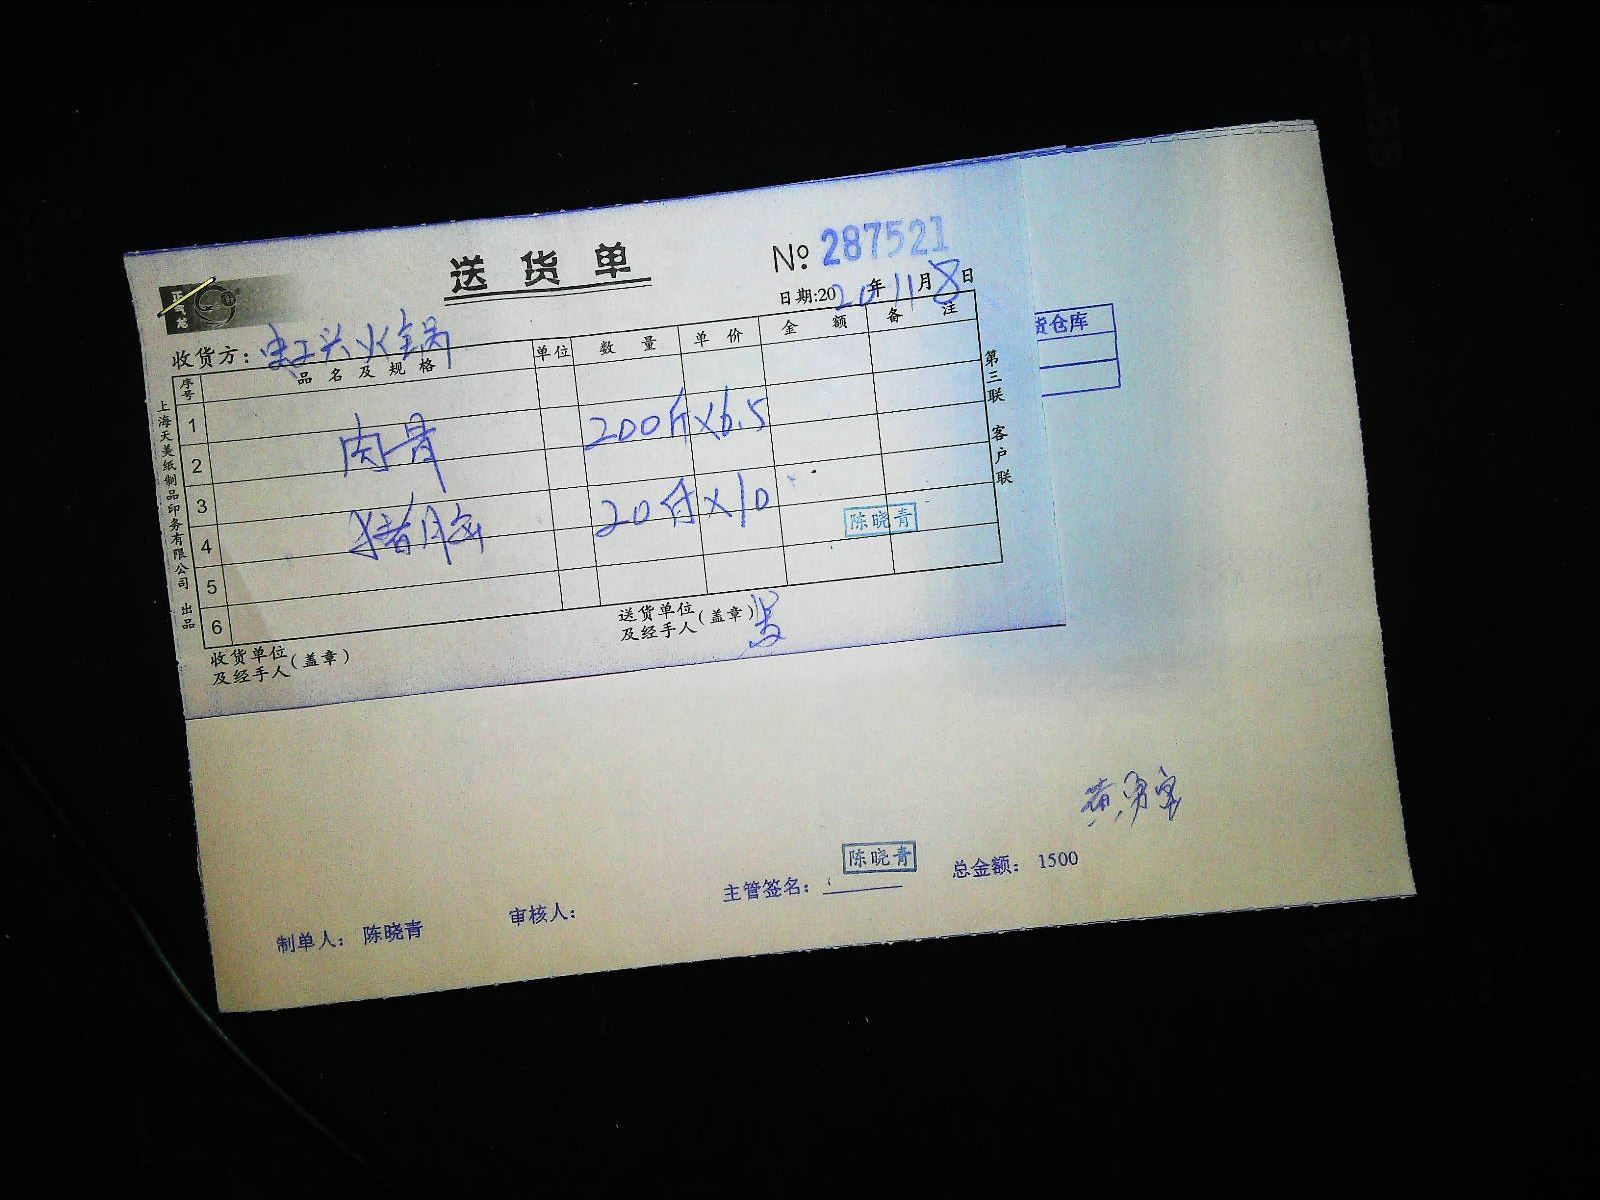 送货单
№ 287521
日期:2020年11月8日
正气龙
收货方: 虹兴火锅
序号 品名及规格 单位 数量 单价 金额 备注
1
2 肉骨 200斤×6.5
3
4 猪脑 20斤×10
陈晓青
5
6
收货单位及经手人(盖章)
送货单位及经手人(盖章)
上海天美纸制品印务有限公司 出品
第三联 客户联
货仓库
陈晓青
制单人: 陈晓青 审核人: 主管签名: 总金额: 1500